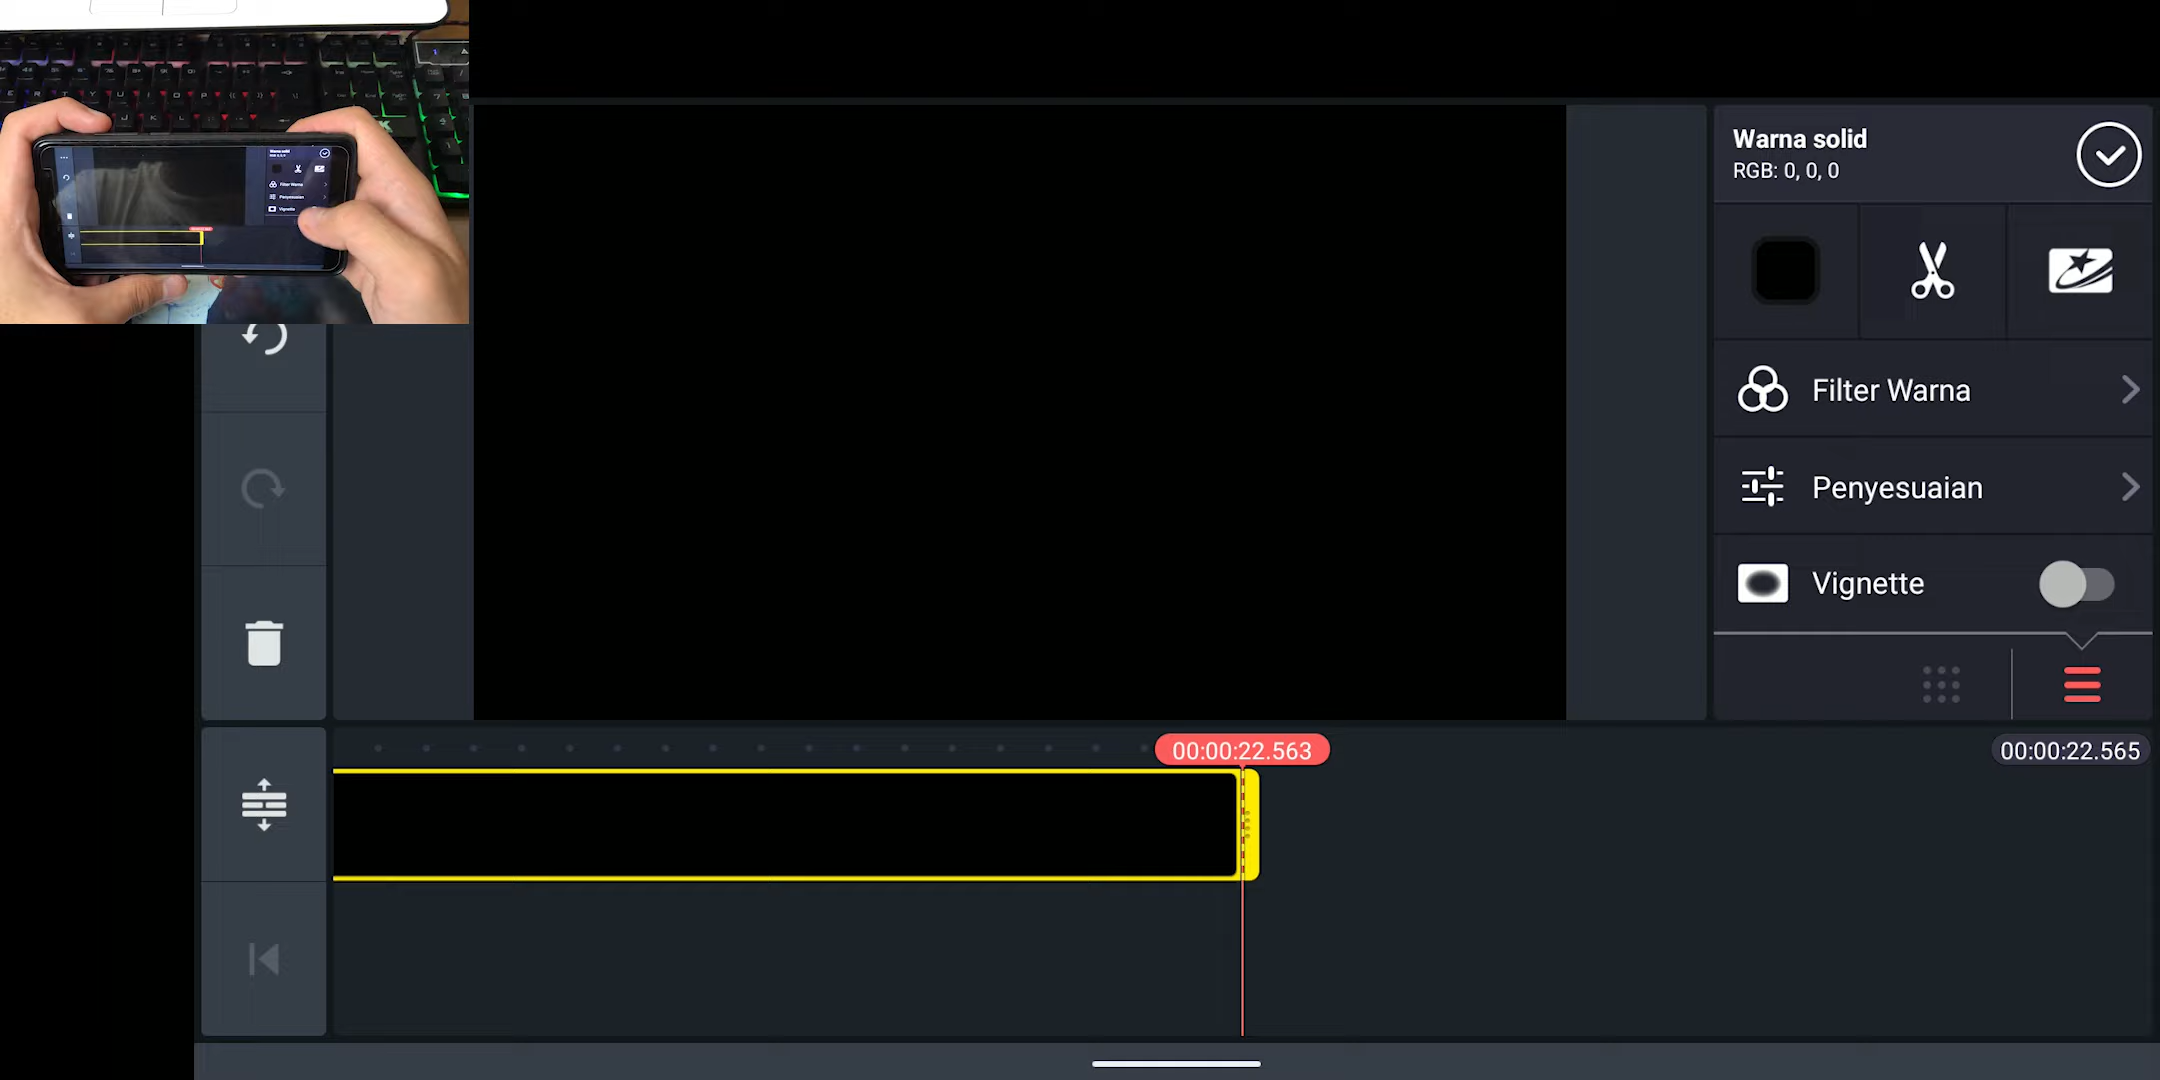 Warna solid
RGB: 0, 0, 0
Filter Warna
Penyesuaian
Vignette
00:00:22.563
00:00:22.565